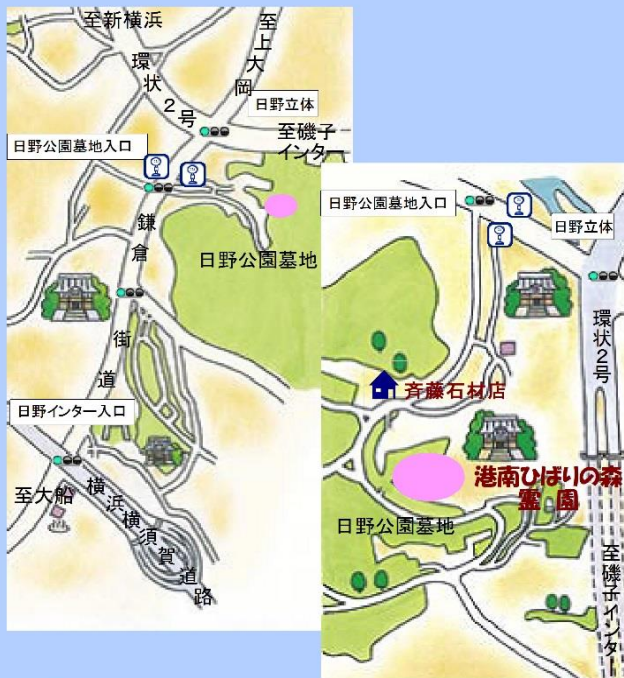 至新横浜
至上大岡
環状2号
日野立体
至磯子
インター
日野公園墓地入口
鎌倉街道
日野公園墓地
日野インター入口
至大船
横浜横須賀道路
日野公園墓地入口
日野立体
環状2号
斉藤石材店
港南ひばりの森
霊園
日野公園墓地
至磯子インター